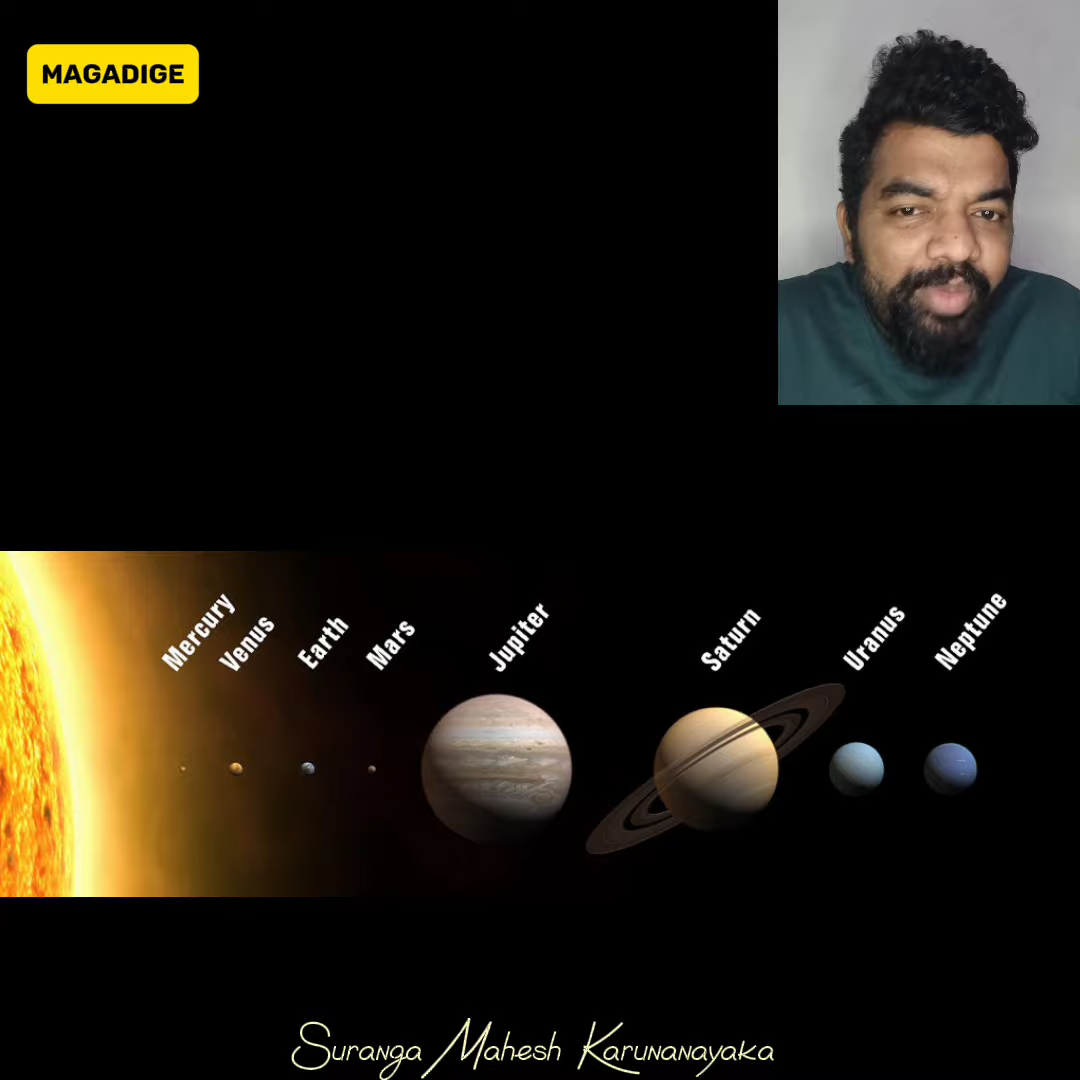 MAGADIGE
Mercury
Venus
Earth
Mars
Jupiter
Saturn
Uranus
Neptune
Suranga Mahesh Karunanayaka